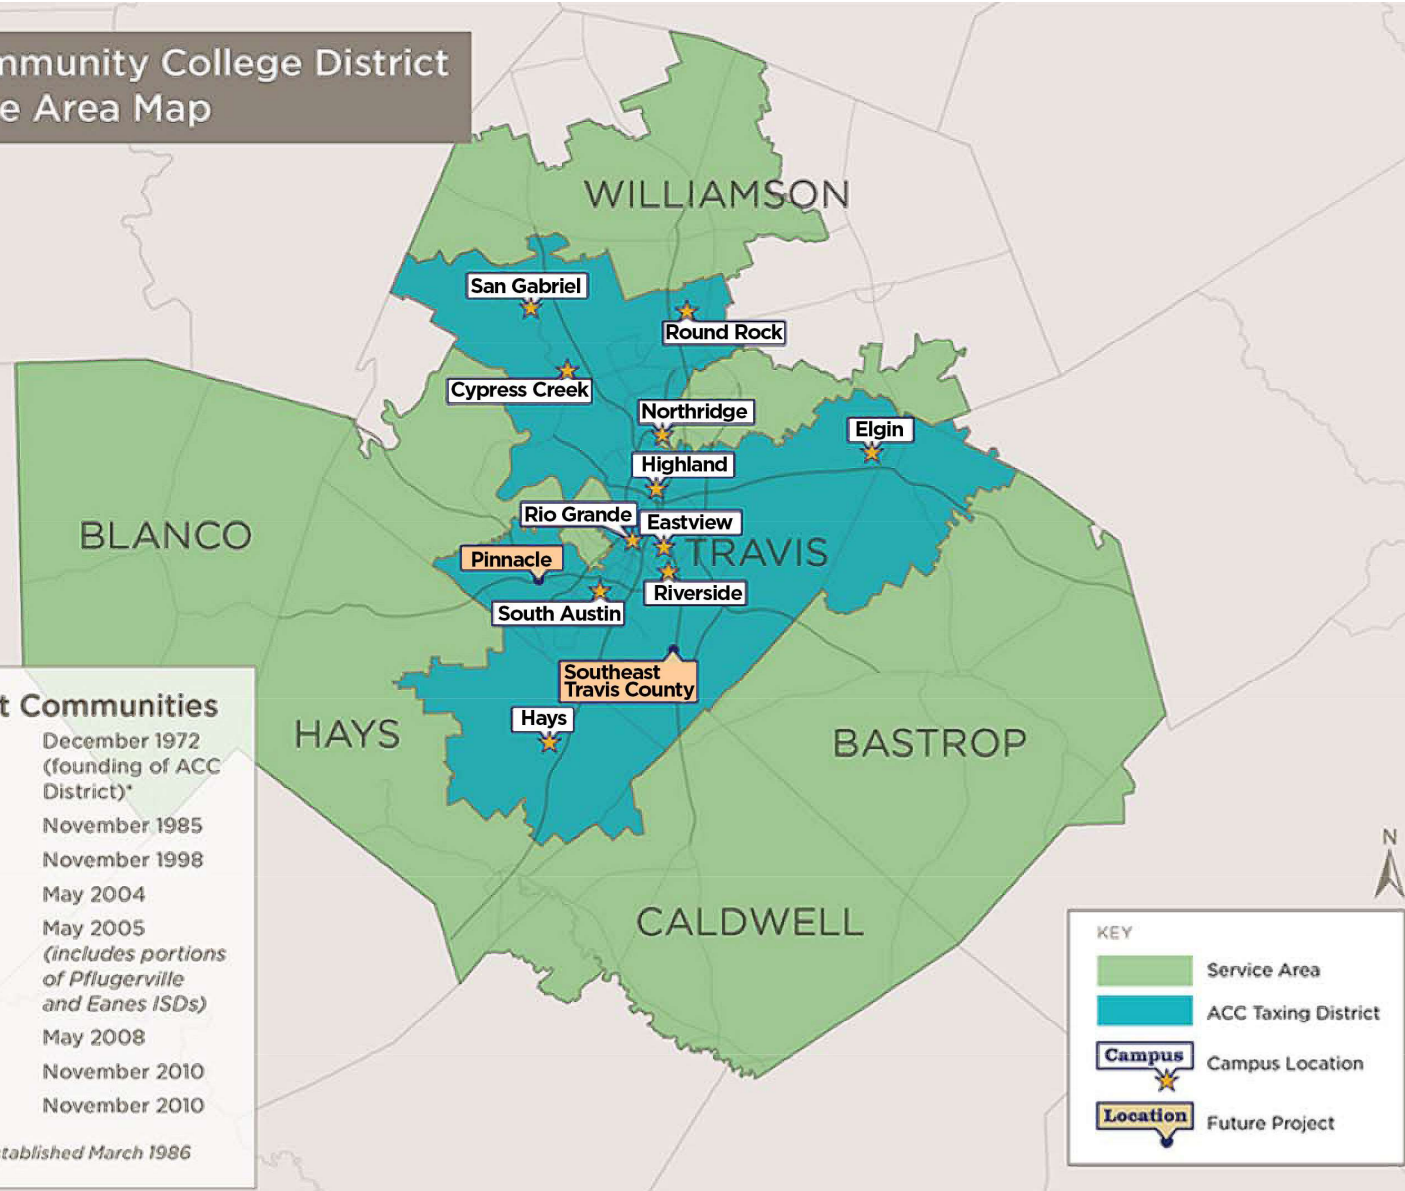 mmunity College District
e Area Map
WILLIAMSON
San Gabriel
Round Rock
Cypress Creek
Northridge
Elgin
Highland
Rio Grande
Eastview
BLANCO
TRAVIS
Pinnacle
Riverside
South Austin
Southeast
Travis County
Hays
HAYS
BASTROP
CALDWELL
t Communities
December 1972
(founding of ACC
District)*
November 1985
November 1998
May 2004
May 2005
(includes portions
of Pflugerville
and Eanes ISDs)
May 2008
November 2010
November 2010
stablished March 1986
N
KEY
Service Area
ACC Taxing District
Campus
Campus Location
Location
Future Project